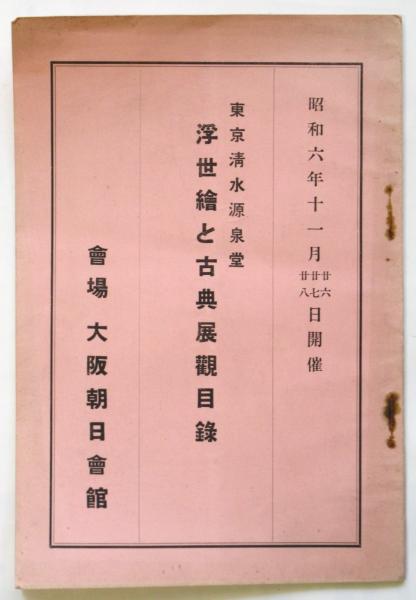 昭和六年十一月廿六廿七廿八日開催
東京淸水源泉堂
浮世繪と古典展觀目錄
會場 大阪朝日會館